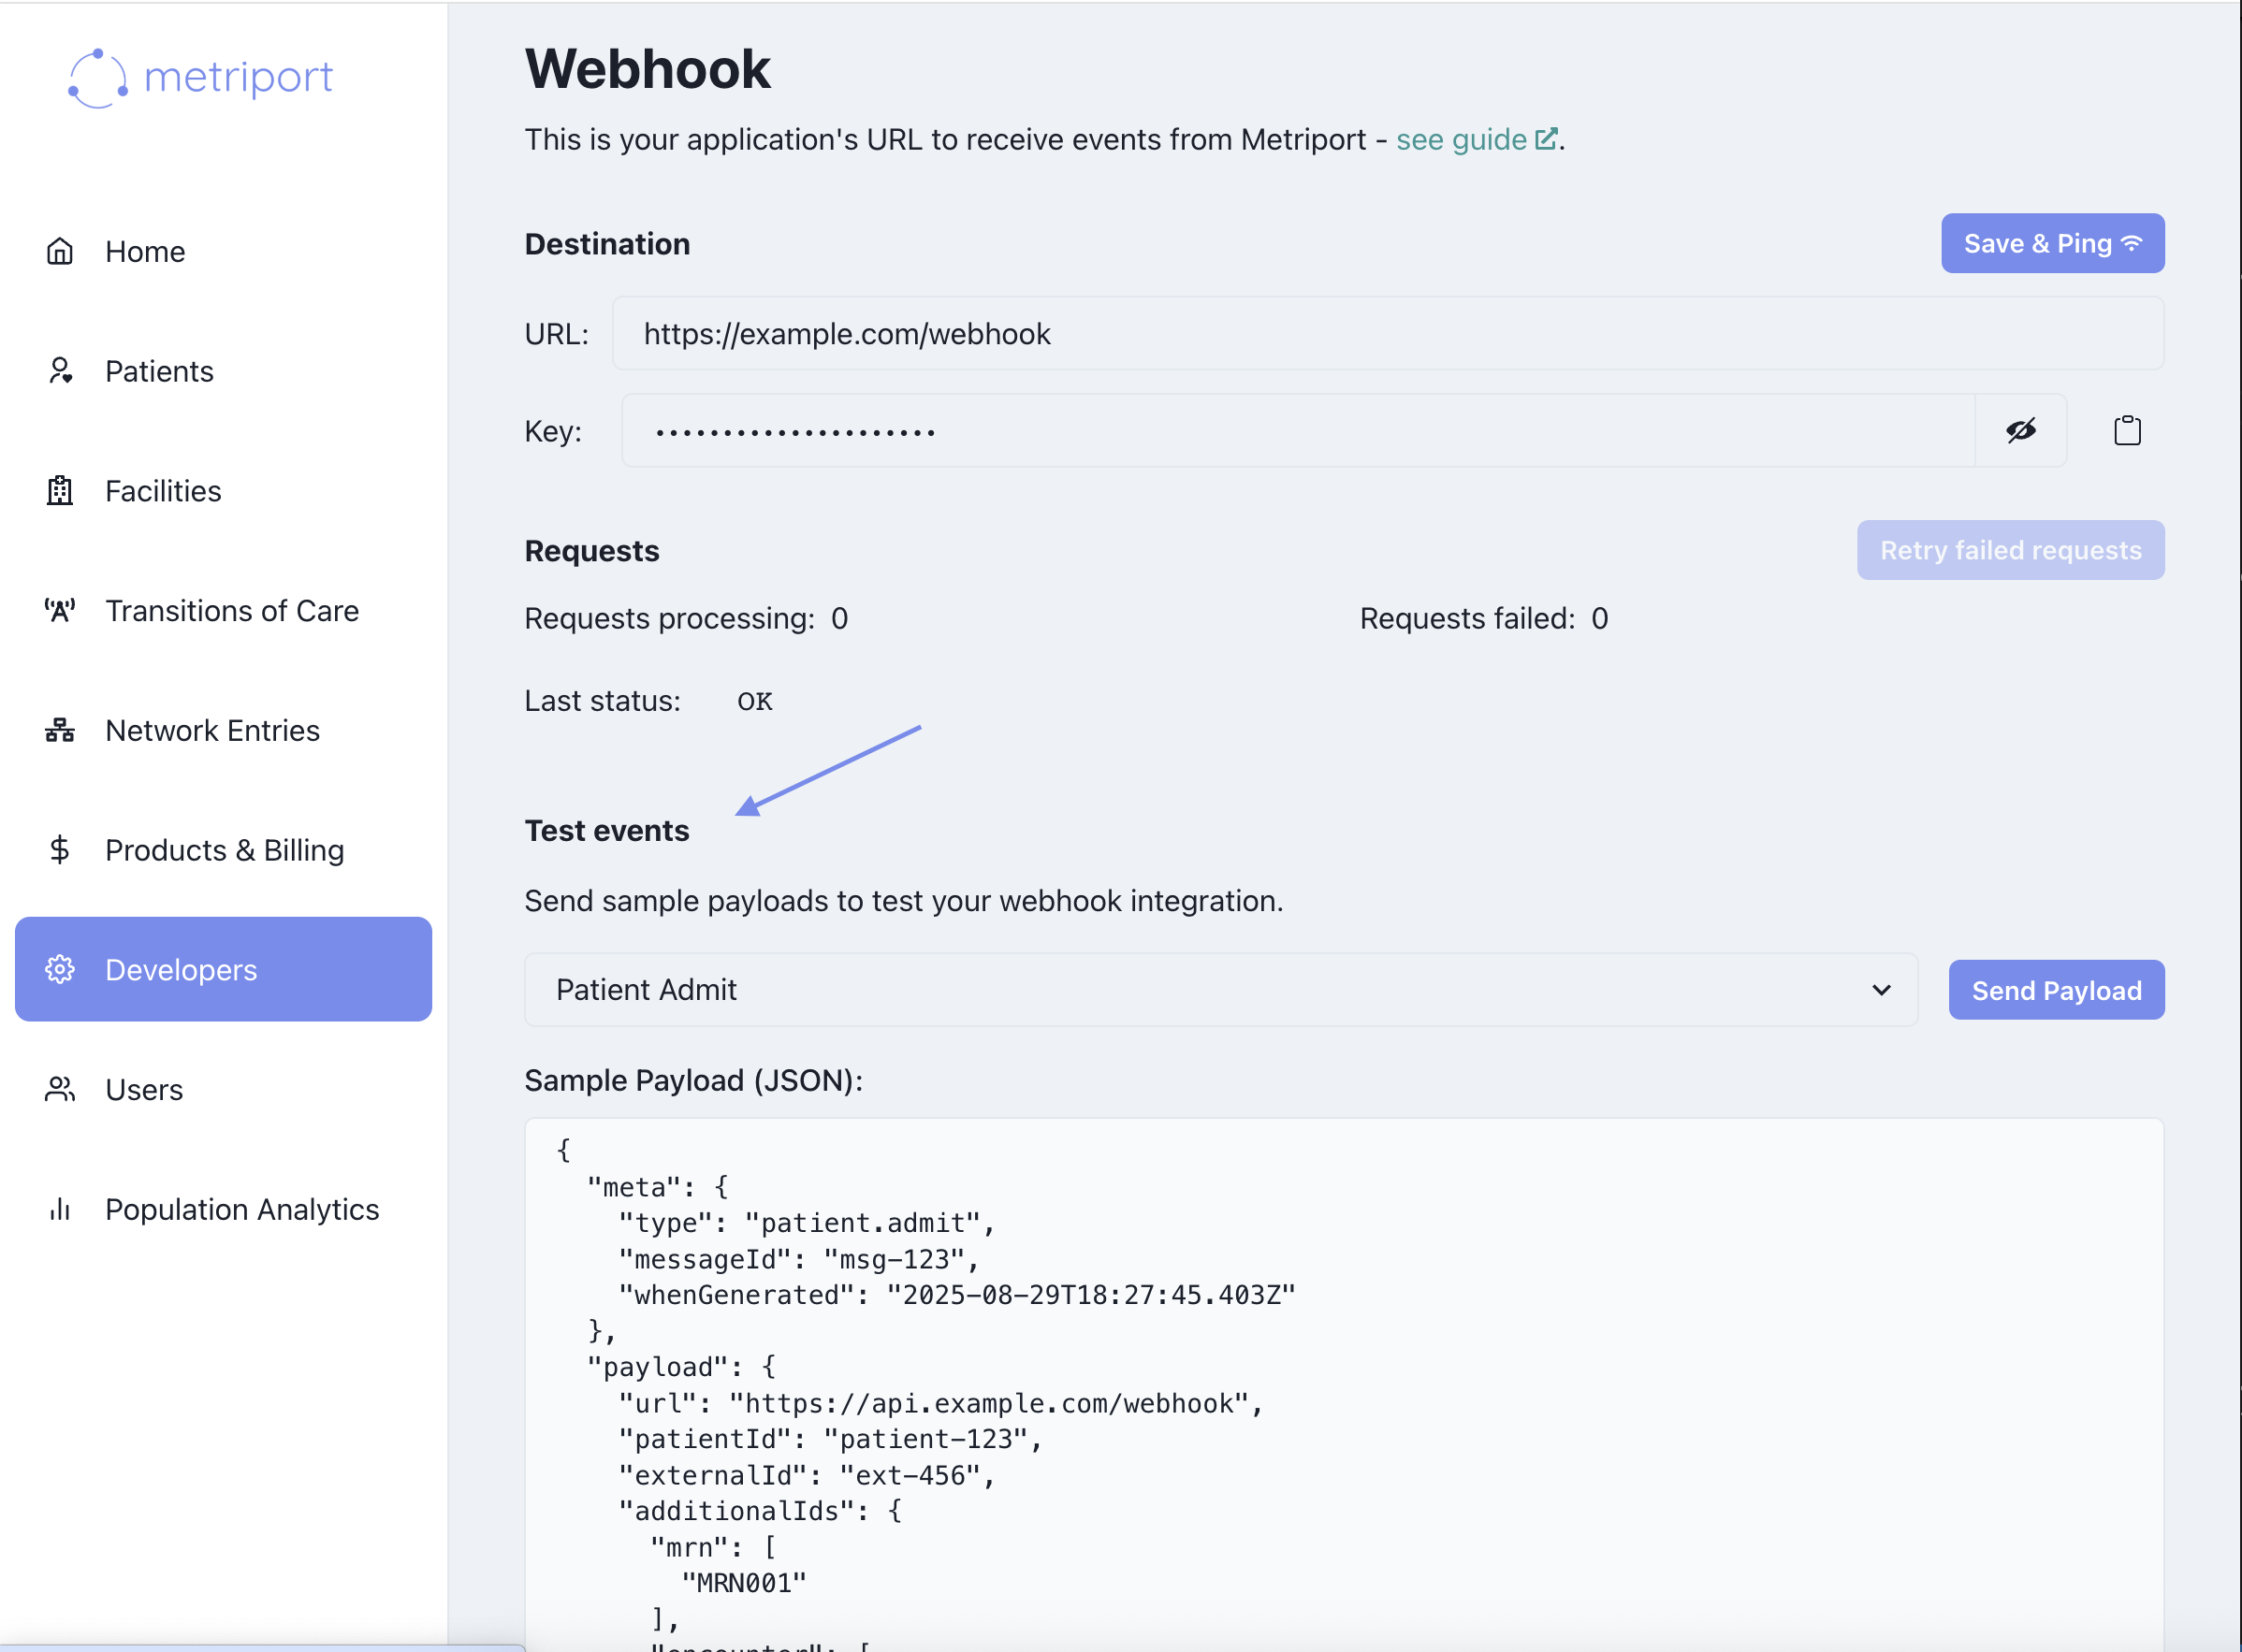 metriport
Home
Patients
Facilities
Transitions of Care
Network Entries
Products & Billing
Developers
Users
Population Analytics
Webhook
This is your application's URL to receive events from Metriport - see guide.
Destination
Save & Ping
URL: https://example.com/webhook
Key: •••••••••••••••••••••
Requests
Retry failed requests
Requests processing: 0
Requests failed: 0
Last status: OK
Test events
Send sample payloads to test your webhook integration.
Patient Admit
Send Payload
Sample Payload (JSON):
{
"meta": {
"type": "patient.admit",
"messageId": "msg-123",
"whenGenerated": "2025-08-29T18:27:45.403Z"
},
"payload": {
"url": "https://api.example.com/webhook",
"patientId": "patient-123",
"externalId": "ext-456",
"additionalIds": {
"mrn": [
"MRN001"
],
"encounter": [